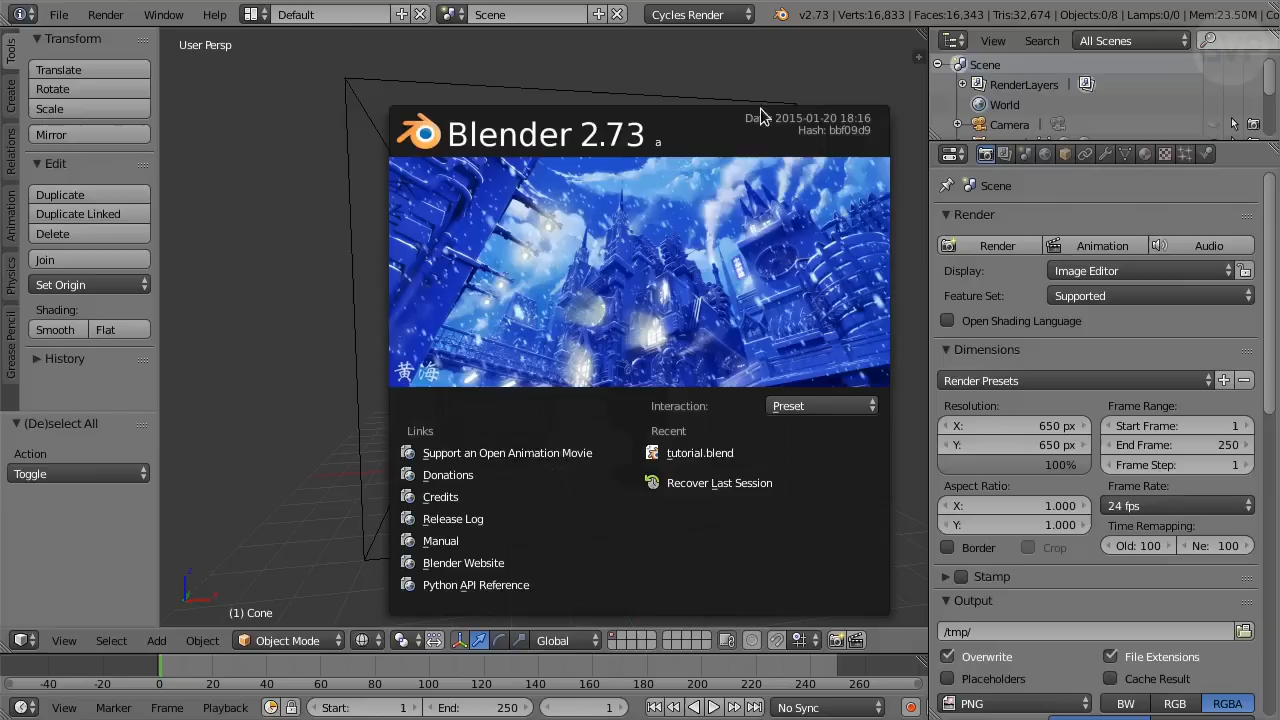 File Render Window Help Default Scene Cycles Render v2.73 | Verts:16,833 | Faces:16,343 | Tris:32,674 | Objects:0/8 | Lamps:0/0 | Mem:23.50M | Co
Tools
Create
Relations
Animation
Physics
Grease Pencil
Transform
Translate
Rotate
Scale
Mirror
Edit
Duplicate
Duplicate Linked
Delete
Join
Set Origin
Shading:
Smooth Flat
History
(De)select All
Action
Toggle
User Persp
Blender 2.73 a
2015-01-20 18:16
Hash: bbf09d9
黄海
Interaction: Preset
Links
Support an Open Animation Movie
Donations
Credits
Release Log
Manual
Blender Website
Python API Reference
Recent
tutorial.blend
Recover Last Session
(1) Cone
View Select Add Object Object Mode Global
-40 -20 0 20 40 60 80 100 120 140 160 180 200 220 240 260
View Marker Frame Playback Start: 1 End: 250 1 No Sync
View Search All Scenes
Scene
RenderLayers
World
Camera
Scene
Render
Render Animation Audio
Display: Image Editor
Feature Set: Supported
Open Shading Language
Dimensions
Render Presets
Resolution:
X: 650 px
Y: 650 px
100%
Frame Range:
Start Frame: 1
End Frame: 250
Frame Step: 1
Aspect Ratio:
X: 1.000
Y: 1.000
Border Crop
Frame Rate:
24 fps
Time Remapping:
Old: 100 Ne: 100
Stamp
Output
/tmp/
Overwrite File Extensions
Placeholders Cache Result
PNG BW RGB RGBA